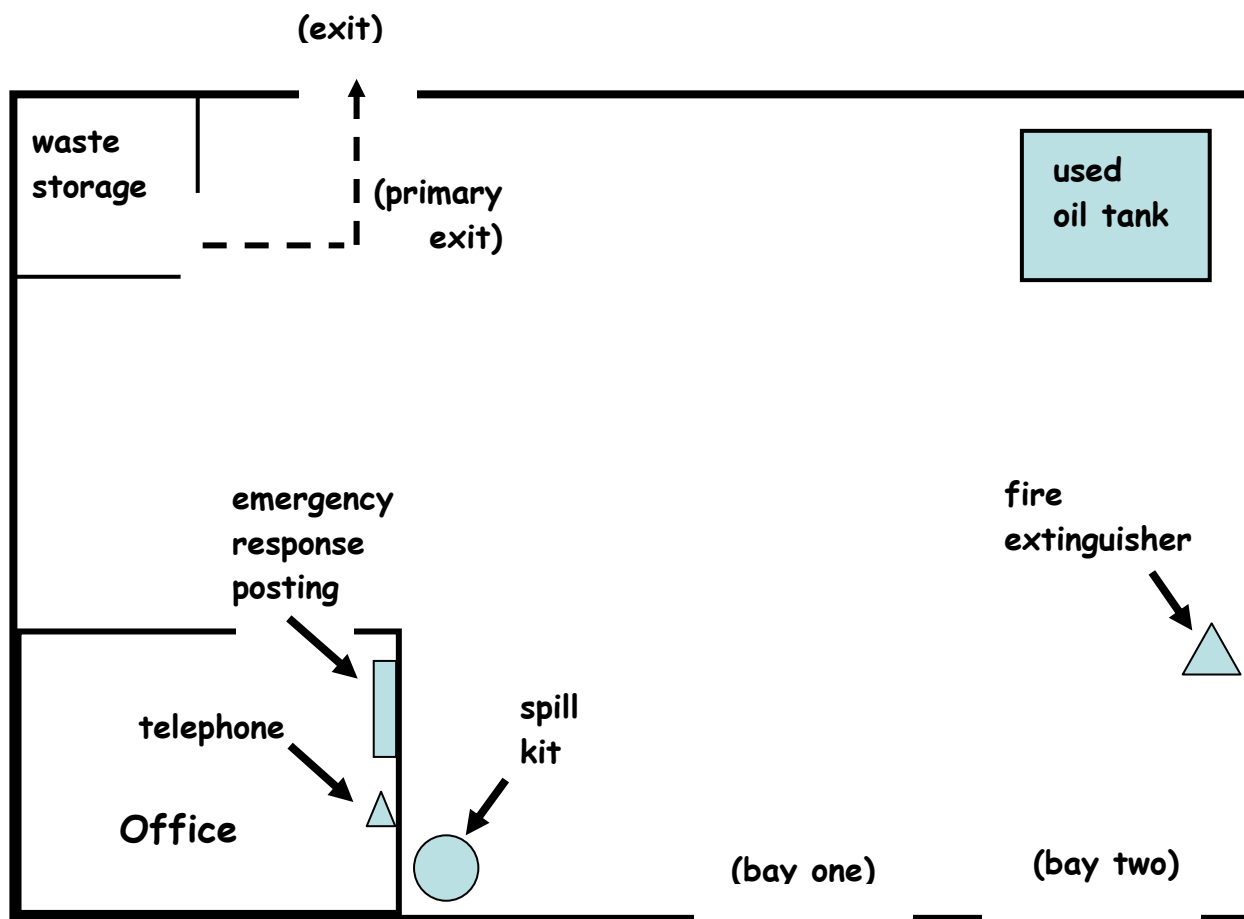 (exit)
waste
storage
(primary
exit)
used
oil tank
emergency
response
posting
fire
extinguisher
telephone
spill
kit
Office
(bay one)
(bay two)